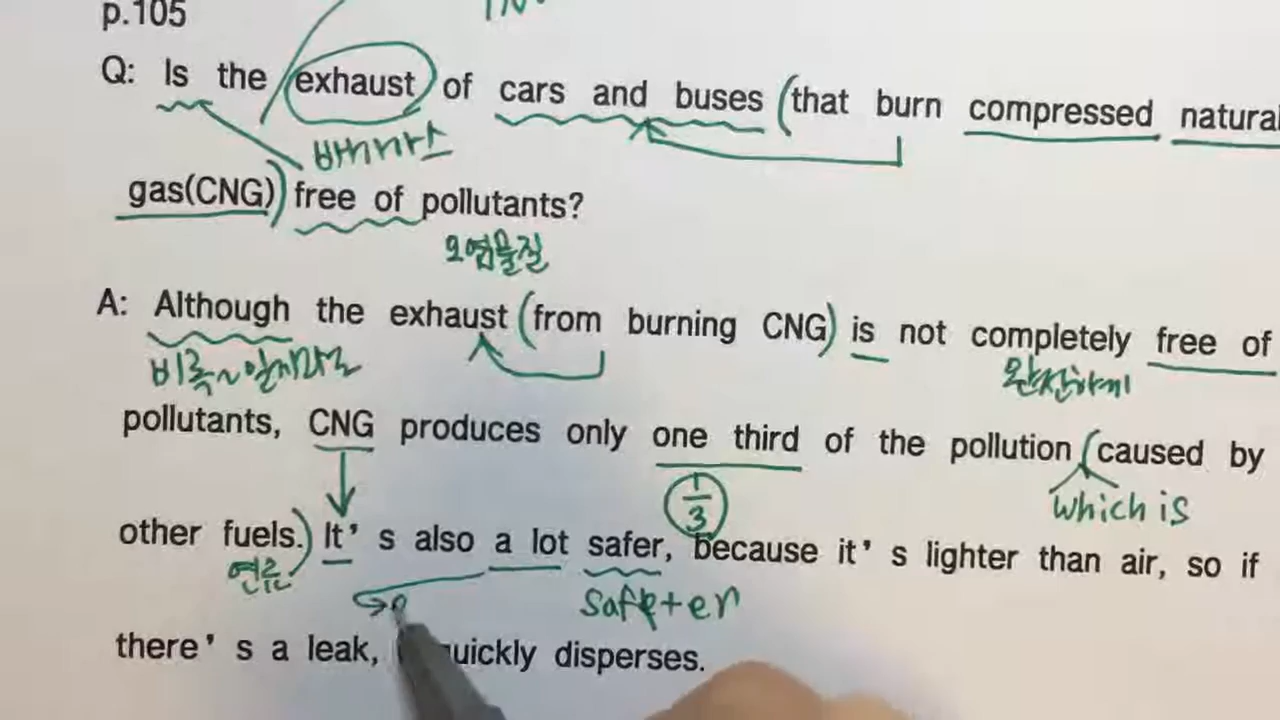 p.105
Q: Is the exhaust of cars and buses (that burn compressed natural
배기가스
gas(CNG)) free of pollutants?
오염물질
A: Although the exhaust (from burning CNG) is not completely free of
비록~일지라도 완전하게
pollutants, CNG produces only one third of the pollution (caused by
1/3 which is
other fuels.) It's also a lot safer, because it's lighter than air, so if
연료 safe+er
there's a leak, quickly disperses.